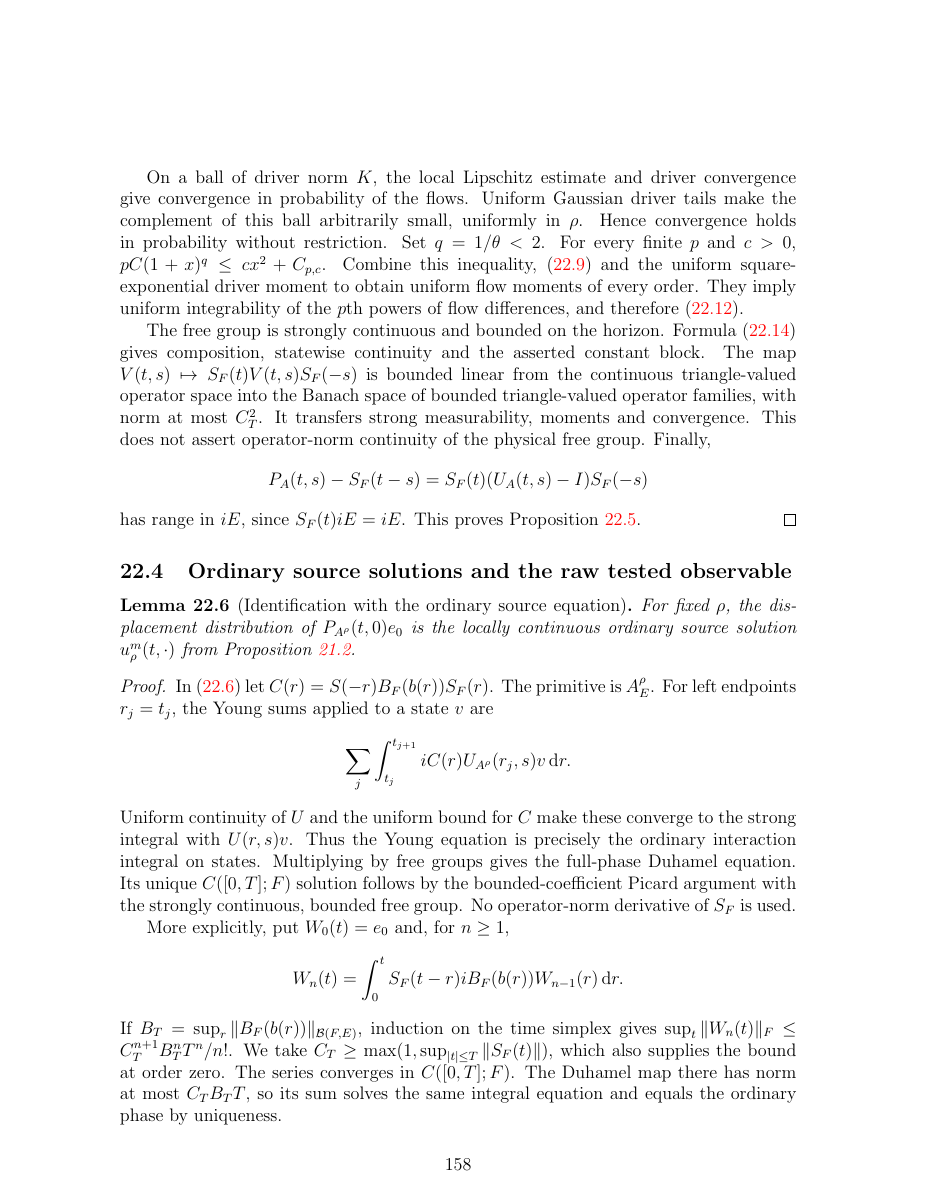 On a ball of driver norm K, the local Lipschitz estimate and driver convergence
give convergence in probability of the flows. Uniform Gaussian driver tails make the
complement of this ball arbitrarily small, uniformly in ρ. Hence convergence holds
in probability without restriction. Set q = 1/θ < 2. For every finite p and c > 0,
pC(1 + x)^q ≤ cx² + C_{p,c}. Combine this inequality, (22.9) and the uniform square-
exponential driver moment to obtain uniform flow moments of every order. They imply
uniform integrability of the pth powers of flow differences, and therefore (22.12).
The free group is strongly continuous and bounded on the horizon. Formula (22.14)
gives composition, statewise continuity and the asserted constant block. The map
V(t, s) ↦ S_F(t)V(t, s)S_F(−s) is bounded linear from the continuous triangle-valued
operator space into the Banach space of bounded triangle-valued operator families, with
norm at most C_T^2. It transfers strong measurability, moments and convergence. This
does not assert operator-norm continuity of the physical free group. Finally,
P_A(t, s) − S_F(t − s) = S_F(t)(U_A(t, s) − I)S_F(−s)
has range in iE, since S_F(t)iE = iE. This proves Proposition 22.5. □
22.4 Ordinary source solutions and the raw tested observable
Lemma 22.6 (Identification with the ordinary source equation). For fixed ρ, the dis-
placement distribution of P_{A^ρ}(t, 0)e_0 is the locally continuous ordinary source solution
u_ρ^m(t, ·) from Proposition 21.2.
Proof. In (22.6) let C(r) = S(−r)B_F(b(r))S_F(r). The primitive is A_E^ρ. For left endpoints
r_j = t_j, the Young sums applied to a state v are
∑_j ∫_{t_j}^{t_{j+1}} iC(r)U_{A^ρ}(r_j, s)v dr.
Uniform continuity of U and the uniform bound for C make these converge to the strong
integral with U(r, s)v. Thus the Young equation is precisely the ordinary interaction
integral on states. Multiplying by free groups gives the full-phase Duhamel equation.
Its unique C([0, T]; F) solution follows by the bounded-coefficient Picard argument with
the strongly continuous, bounded free group. No operator-norm derivative of S_F is used.
More explicitly, put W_0(t) = e_0 and, for n ≥ 1,
W_n(t) = ∫_0^t S_F(t − r)iB_F(b(r))W_{n−1}(r) dr.
If B_T = sup_r ‖B_F(b(r))‖_{𝓑(F,E)}, induction on the time simplex gives sup_t ‖W_n(t)‖_F ≤
C_T^{n+1}B_T^nT^n/n!. We take C_T ≥ max(1, sup_{|t|≤T} ‖S_F(t)‖), which also supplies the bound
at order zero. The series converges in C([0, T]; F). The Duhamel map there has norm
at most C_TB_TT, so its sum solves the same integral equation and equals the ordinary
phase by uniqueness.
158